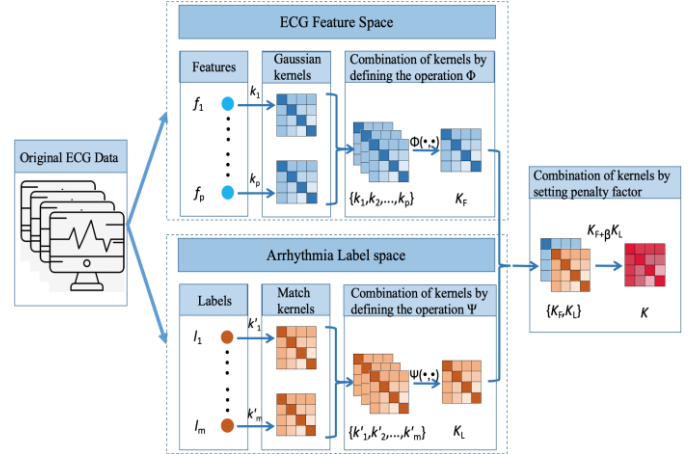 ECG Feature Space
Features
Gaussian
kernels
Combination of kernels by
defining the operation Φ
f1
k1
fp
kp
Φ(•,•)
{k1,k2,...,kp}
KF
Original ECG Data
Arrhythmia Label space
Labels
Match
kernels
Combination of kernels by
defining the operation Ψ
l1
k'1
lm
k'm
Ψ(•,•)
{k'1,k'2,...,k'm}
KL
Combination of kernels by
setting penalty factor
KF+βKL
{KF,KL}
K